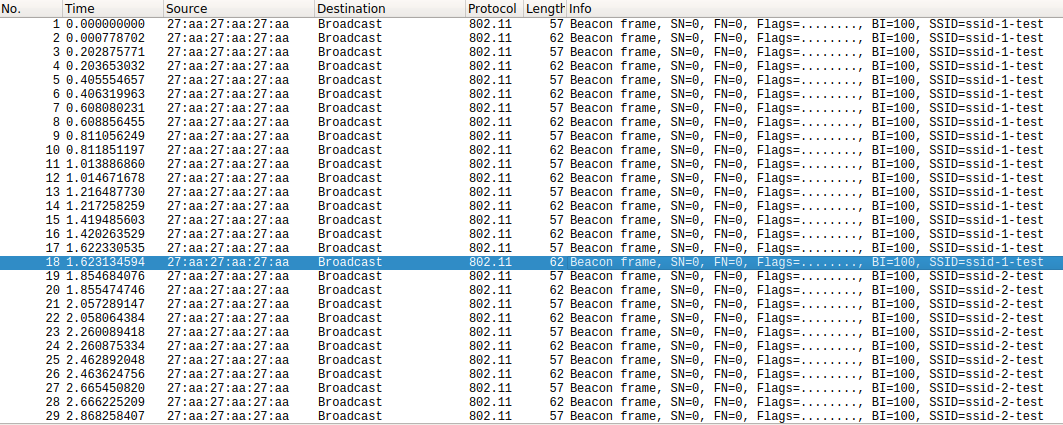 No. Time Source Destination Protocol Length Info
1 0.000000000 27:aa:27:aa:27:aa Broadcast 802.11 57 Beacon frame, SN=0, FN=0, Flags=........, BI=100, SSID=ssid-1-test
2 0.000778702 27:aa:27:aa:27:aa Broadcast 802.11 62 Beacon frame, SN=0, FN=0, Flags=........, BI=100, SSID=ssid-1-test
3 0.202875771 27:aa:27:aa:27:aa Broadcast 802.11 57 Beacon frame, SN=0, FN=0, Flags=........, BI=100, SSID=ssid-1-test
4 0.203653032 27:aa:27:aa:27:aa Broadcast 802.11 62 Beacon frame, SN=0, FN=0, Flags=........, BI=100, SSID=ssid-1-test
5 0.405554657 27:aa:27:aa:27:aa Broadcast 802.11 57 Beacon frame, SN=0, FN=0, Flags=........, BI=100, SSID=ssid-1-test
6 0.406319963 27:aa:27:aa:27:aa Broadcast 802.11 62 Beacon frame, SN=0, FN=0, Flags=........, BI=100, SSID=ssid-1-test
7 0.608080231 27:aa:27:aa:27:aa Broadcast 802.11 57 Beacon frame, SN=0, FN=0, Flags=........, BI=100, SSID=ssid-1-test
8 0.608856455 27:aa:27:aa:27:aa Broadcast 802.11 62 Beacon frame, SN=0, FN=0, Flags=........, BI=100, SSID=ssid-1-test
9 0.811056249 27:aa:27:aa:27:aa Broadcast 802.11 57 Beacon frame, SN=0, FN=0, Flags=........, BI=100, SSID=ssid-1-test
10 0.811851197 27:aa:27:aa:27:aa Broadcast 802.11 62 Beacon frame, SN=0, FN=0, Flags=........, BI=100, SSID=ssid-1-test
11 1.013886860 27:aa:27:aa:27:aa Broadcast 802.11 57 Beacon frame, SN=0, FN=0, Flags=........, BI=100, SSID=ssid-1-test
12 1.014671678 27:aa:27:aa:27:aa Broadcast 802.11 62 Beacon frame, SN=0, FN=0, Flags=........, BI=100, SSID=ssid-1-test
13 1.216487730 27:aa:27:aa:27:aa Broadcast 802.11 57 Beacon frame, SN=0, FN=0, Flags=........, BI=100, SSID=ssid-1-test
14 1.217258259 27:aa:27:aa:27:aa Broadcast 802.11 62 Beacon frame, SN=0, FN=0, Flags=........, BI=100, SSID=ssid-1-test
15 1.419485603 27:aa:27:aa:27:aa Broadcast 802.11 57 Beacon frame, SN=0, FN=0, Flags=........, BI=100, SSID=ssid-1-test
16 1.420263529 27:aa:27:aa:27:aa Broadcast 802.11 62 Beacon frame, SN=0, FN=0, Flags=........, BI=100, SSID=ssid-1-test
17 1.622330535 27:aa:27:aa:27:aa Broadcast 802.11 57 Beacon frame, SN=0, FN=0, Flags=........, BI=100, SSID=ssid-1-test
18 1.623134594 27:aa:27:aa:27:aa Broadcast 802.11 62 Beacon frame, SN=0, FN=0, Flags=........, BI=100, SSID=ssid-1-test
19 1.854684076 27:aa:27:aa:27:aa Broadcast 802.11 57 Beacon frame, SN=0, FN=0, Flags=........, BI=100, SSID=ssid-2-test
20 1.855474746 27:aa:27:aa:27:aa Broadcast 802.11 62 Beacon frame, SN=0, FN=0, Flags=........, BI=100, SSID=ssid-2-test
21 2.057289147 27:aa:27:aa:27:aa Broadcast 802.11 57 Beacon frame, SN=0, FN=0, Flags=........, BI=100, SSID=ssid-2-test
22 2.058064384 27:aa:27:aa:27:aa Broadcast 802.11 62 Beacon frame, SN=0, FN=0, Flags=........, BI=100, SSID=ssid-2-test
23 2.260089418 27:aa:27:aa:27:aa Broadcast 802.11 57 Beacon frame, SN=0, FN=0, Flags=........, BI=100, SSID=ssid-2-test
24 2.260875334 27:aa:27:aa:27:aa Broadcast 802.11 62 Beacon frame, SN=0, FN=0, Flags=........, BI=100, SSID=ssid-2-test
25 2.462892048 27:aa:27:aa:27:aa Broadcast 802.11 57 Beacon frame, SN=0, FN=0, Flags=........, BI=100, SSID=ssid-2-test
26 2.463624756 27:aa:27:aa:27:aa Broadcast 802.11 62 Beacon frame, SN=0, FN=0, Flags=........, BI=100, SSID=ssid-2-test
27 2.665450820 27:aa:27:aa:27:aa Broadcast 802.11 57 Beacon frame, SN=0, FN=0, Flags=........, BI=100, SSID=ssid-2-test
28 2.666225209 27:aa:27:aa:27:aa Broadcast 802.11 62 Beacon frame, SN=0, FN=0, Flags=........, BI=100, SSID=ssid-2-test
29 2.868258407 27:aa:27:aa:27:aa Broadcast 802.11 57 Beacon frame, SN=0, FN=0, Flags=........, BI=100, SSID=ssid-2-test